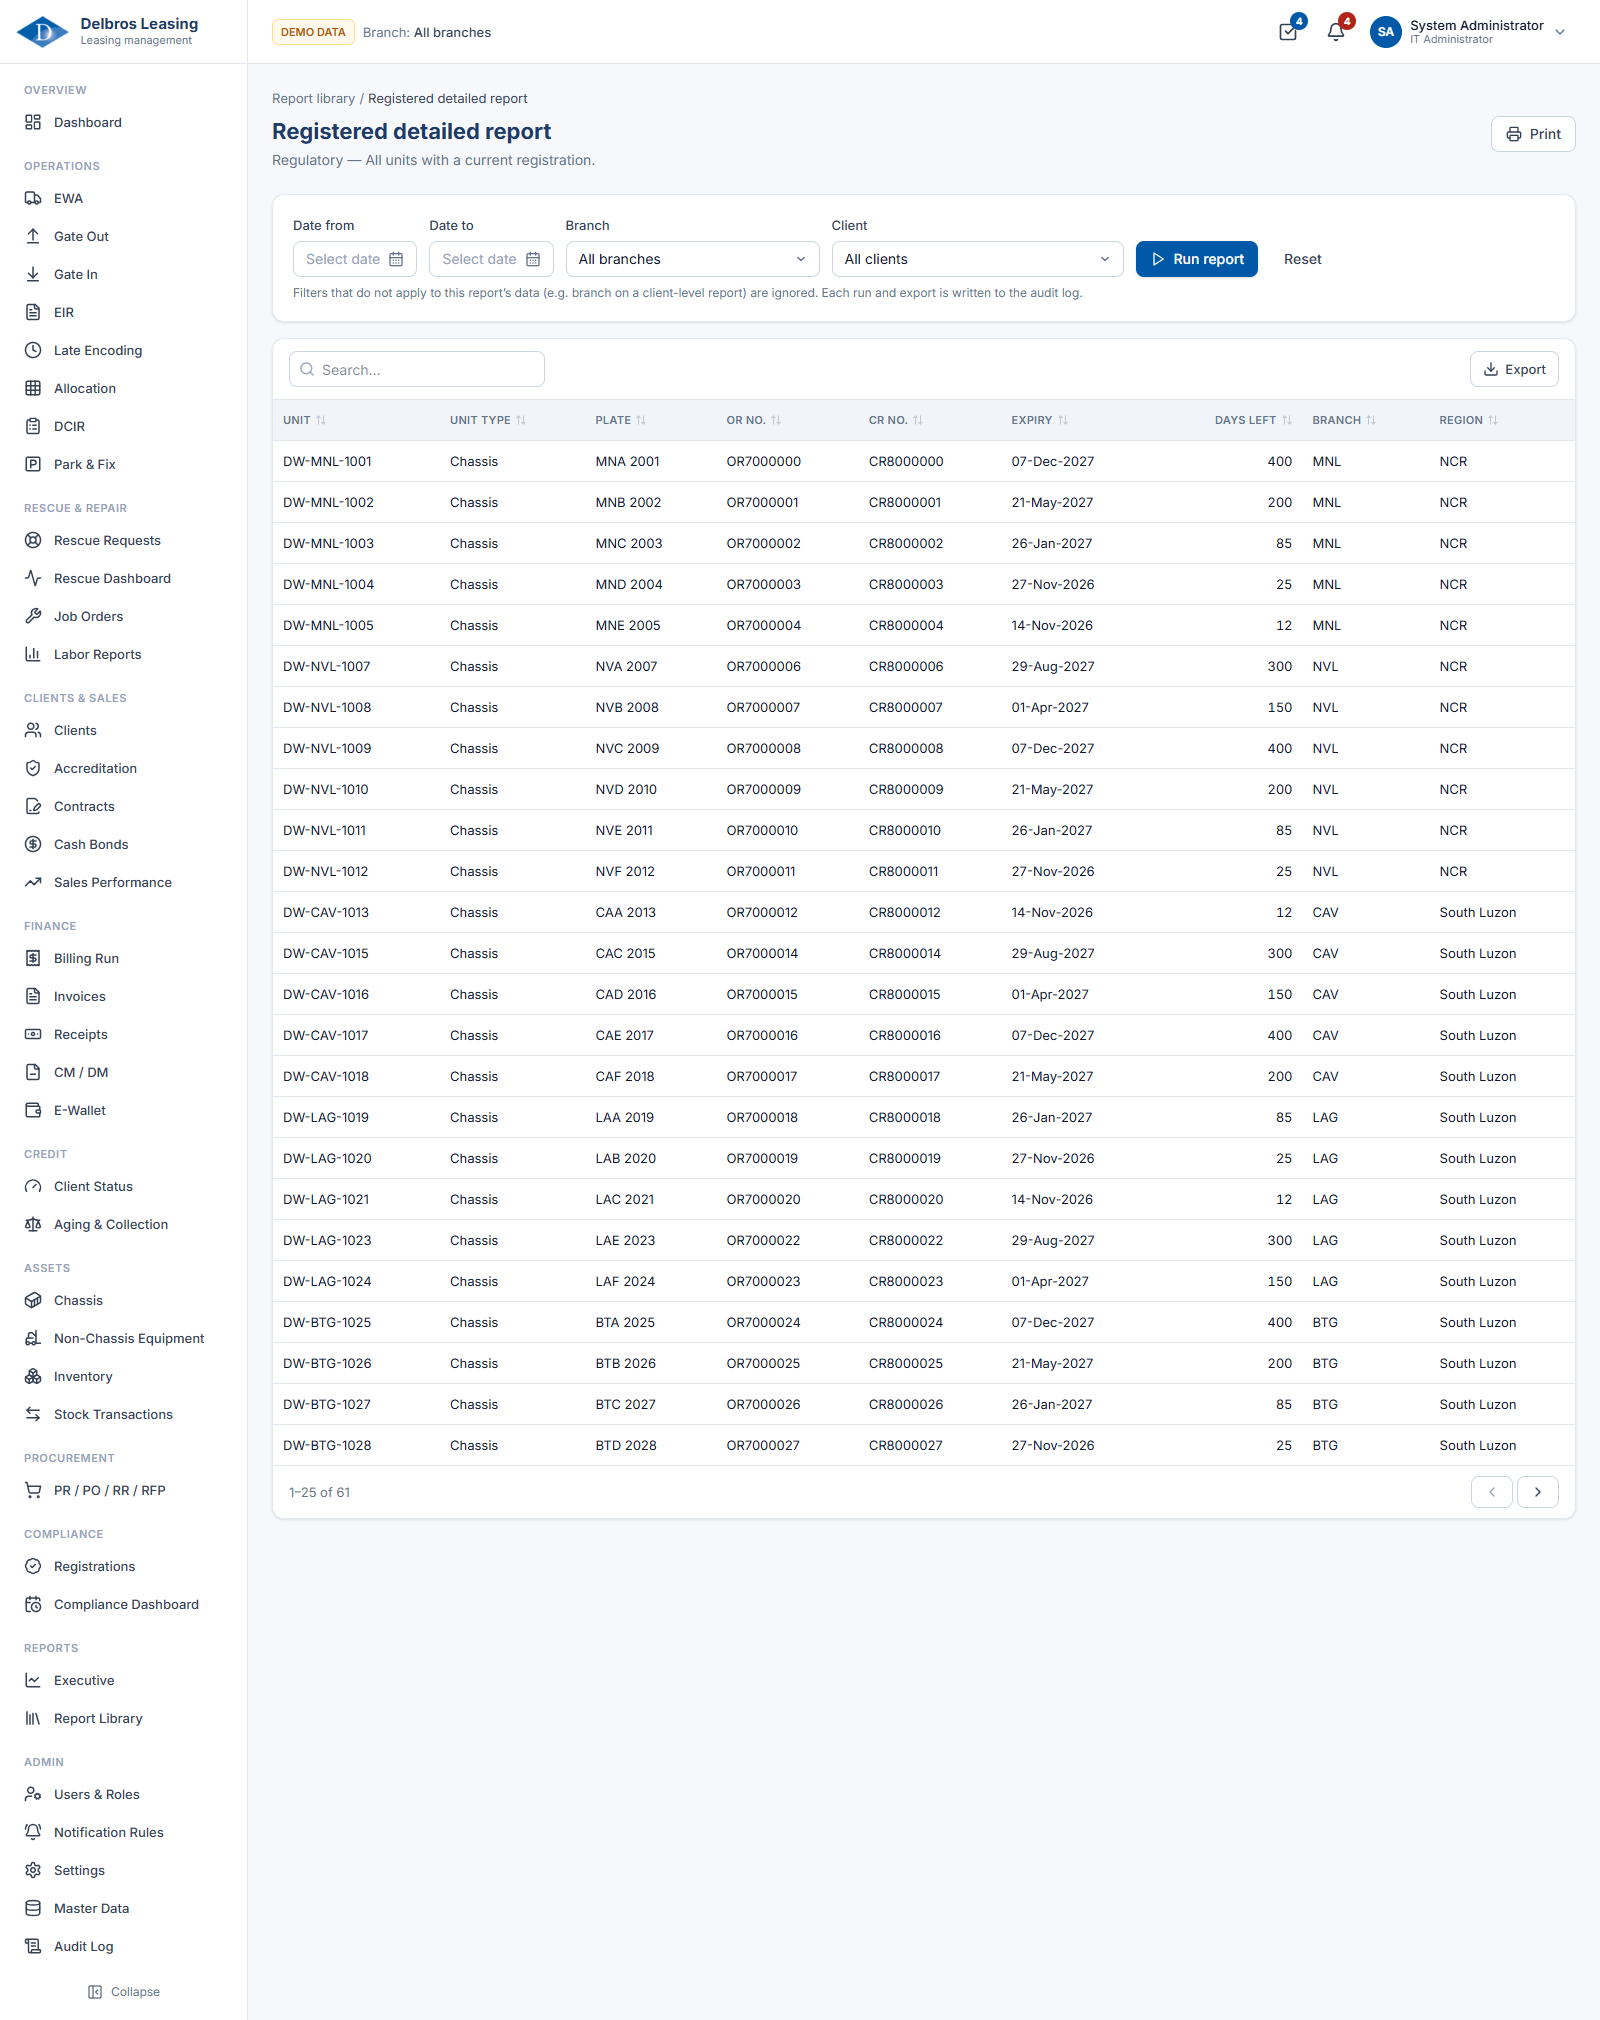 Delbros Leasing
Leasing management
DEMO DATA Branch: All branches
4
4
SA
System Administrator
IT Administrator
OVERVIEW
Dashboard
OPERATIONS
EWA
Gate Out
Gate In
EIR
Late Encoding
Allocation
DCIR
Park & Fix
RESCUE & REPAIR
Rescue Requests
Rescue Dashboard
Job Orders
Labor Reports
CLIENTS & SALES
Clients
Accreditation
Contracts
Cash Bonds
Sales Performance
FINANCE
Billing Run
Invoices
Receipts
CM / DM
E-Wallet
CREDIT
Client Status
Aging & Collection
ASSETS
Chassis
Non-Chassis Equipment
Inventory
Stock Transactions
PROCUREMENT
PR / PO / RR / RFP
COMPLIANCE
Registrations
Compliance Dashboard
REPORTS
Executive
Report Library
ADMIN
Users & Roles
Notification Rules
Settings
Master Data
Audit Log
Collapse
Report library / Registered detailed report
Registered detailed report
Regulatory — All units with a current registration.
Print
Date from Date to Branch Client
Select date Select date All branches All clients Run report Reset
Filters that do not apply to this report's data (e.g. branch on a client-level report) are ignored. Each run and export is written to the audit log.
Search... Export
UNIT UNIT TYPE PLATE OR NO. CR NO. EXPIRY DAYS LEFT BRANCH REGION
DW-MNL-1001 Chassis MNA 2001 OR7000000 CR8000000 07-Dec-2027 400 MNL NCR
DW-MNL-1002 Chassis MNB 2002 OR7000001 CR8000001 21-May-2027 200 MNL NCR
DW-MNL-1003 Chassis MNC 2003 OR7000002 CR8000002 26-Jan-2027 85 MNL NCR
DW-MNL-1004 Chassis MND 2004 OR7000003 CR8000003 27-Nov-2026 25 MNL NCR
DW-MNL-1005 Chassis MNE 2005 OR7000004 CR8000004 14-Nov-2026 12 MNL NCR
DW-NVL-1007 Chassis NVA 2007 OR7000006 CR8000006 29-Aug-2027 300 NVL NCR
DW-NVL-1008 Chassis NVB 2008 OR7000007 CR8000007 01-Apr-2027 150 NVL NCR
DW-NVL-1009 Chassis NVC 2009 OR7000008 CR8000008 07-Dec-2027 400 NVL NCR
DW-NVL-1010 Chassis NVD 2010 OR7000009 CR8000009 21-May-2027 200 NVL NCR
DW-NVL-1011 Chassis NVE 2011 OR7000010 CR8000010 26-Jan-2027 85 NVL NCR
DW-NVL-1012 Chassis NVF 2012 OR7000011 CR8000011 27-Nov-2026 25 NVL NCR
DW-CAV-1013 Chassis CAA 2013 OR7000012 CR8000012 14-Nov-2026 12 CAV South Luzon
DW-CAV-1015 Chassis CAC 2015 OR7000014 CR8000014 29-Aug-2027 300 CAV South Luzon
DW-CAV-1016 Chassis CAD 2016 OR7000015 CR8000015 01-Apr-2027 150 CAV South Luzon
DW-CAV-1017 Chassis CAE 2017 OR7000016 CR8000016 07-Dec-2027 400 CAV South Luzon
DW-CAV-1018 Chassis CAF 2018 OR7000017 CR8000017 21-May-2027 200 CAV South Luzon
DW-LAG-1019 Chassis LAA 2019 OR7000018 CR8000018 26-Jan-2027 85 LAG South Luzon
DW-LAG-1020 Chassis LAB 2020 OR7000019 CR8000019 27-Nov-2026 25 LAG South Luzon
DW-LAG-1021 Chassis LAC 2021 OR7000020 CR8000020 14-Nov-2026 12 LAG South Luzon
DW-LAG-1023 Chassis LAE 2023 OR7000022 CR8000022 29-Aug-2027 300 LAG South Luzon
DW-LAG-1024 Chassis LAF 2024 OR7000023 CR8000023 01-Apr-2027 150 LAG South Luzon
DW-BTG-1025 Chassis BTA 2025 OR7000024 CR8000024 07-Dec-2027 400 BTG South Luzon
DW-BTG-1026 Chassis BTB 2026 OR7000025 CR8000025 21-May-2027 200 BTG South Luzon
DW-BTG-1027 Chassis BTC 2027 OR7000026 CR8000026 26-Jan-2027 85 BTG South Luzon
DW-BTG-1028 Chassis BTD 2028 OR7000027 CR8000027 27-Nov-2026 25 BTG South Luzon
1–25 of 61